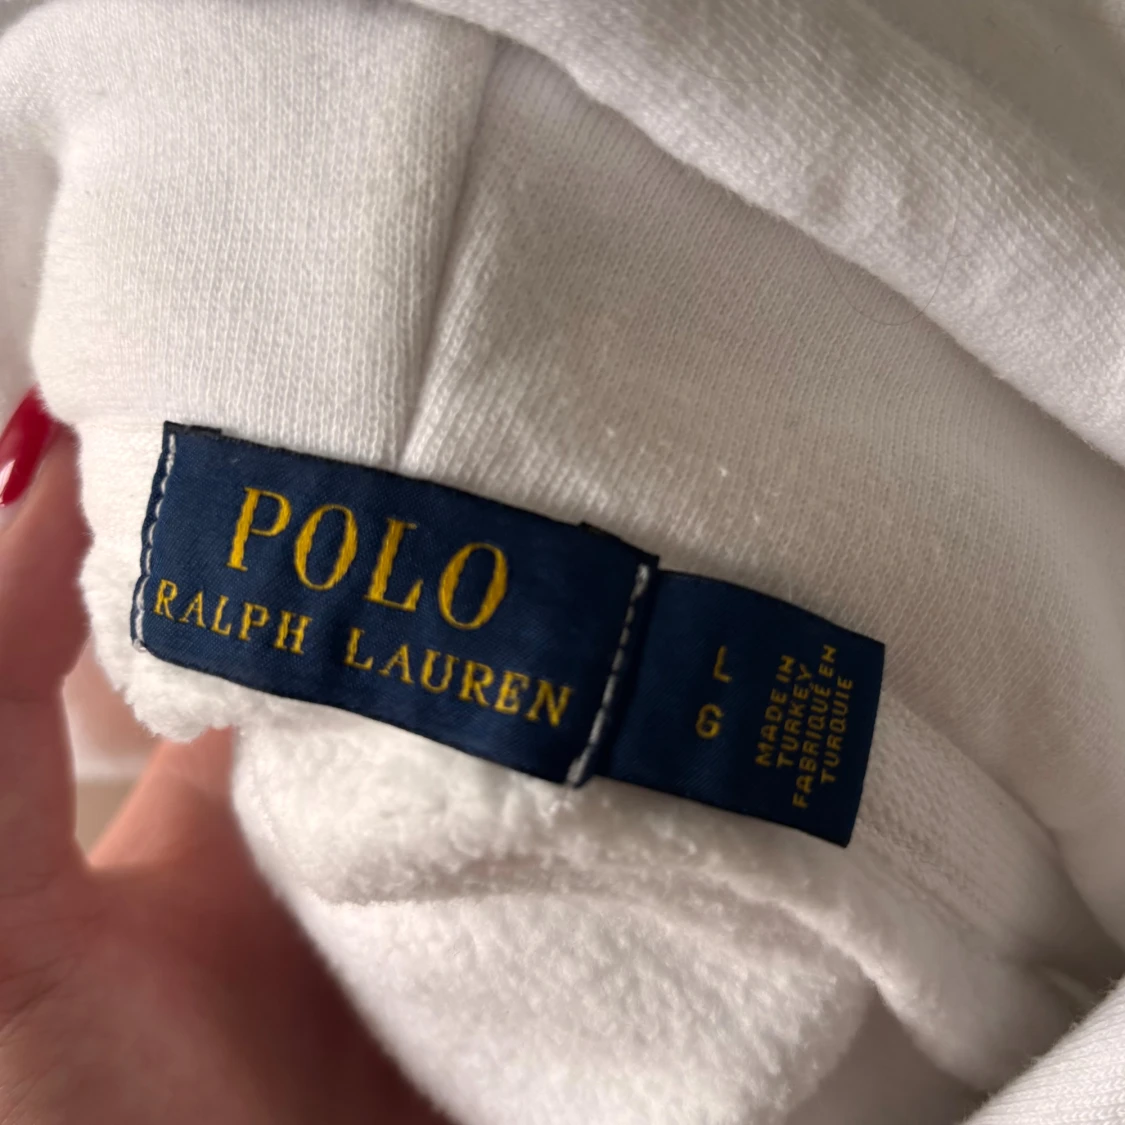 POLO
RALPH LAUREN
L
G
MADE IN
TURKEY
FABRIQUÉ EN
TURQUIE